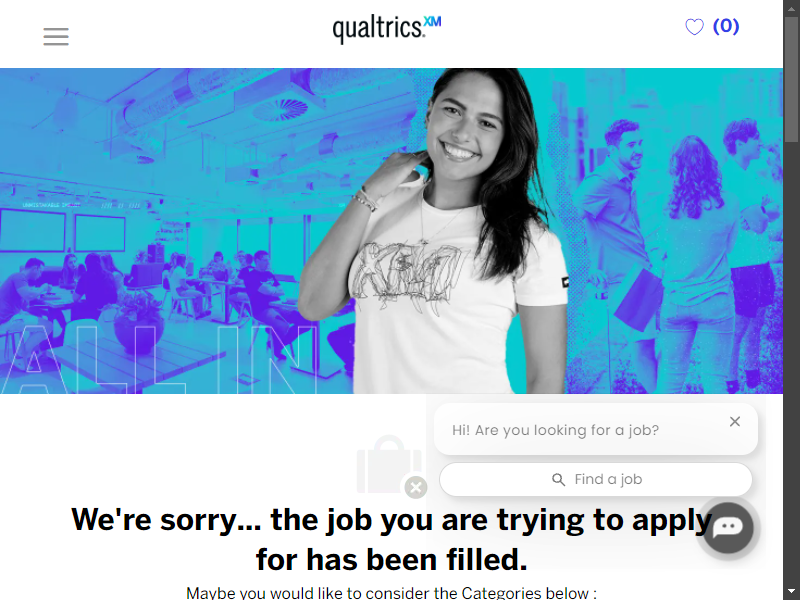 qualtrics.XM
(0)
ALL IN
Hi! Are you looking for a job?
Find a job
We're sorry... the job you are trying to apply
for has been filled.
Maybe you would like to consider the Categories below :